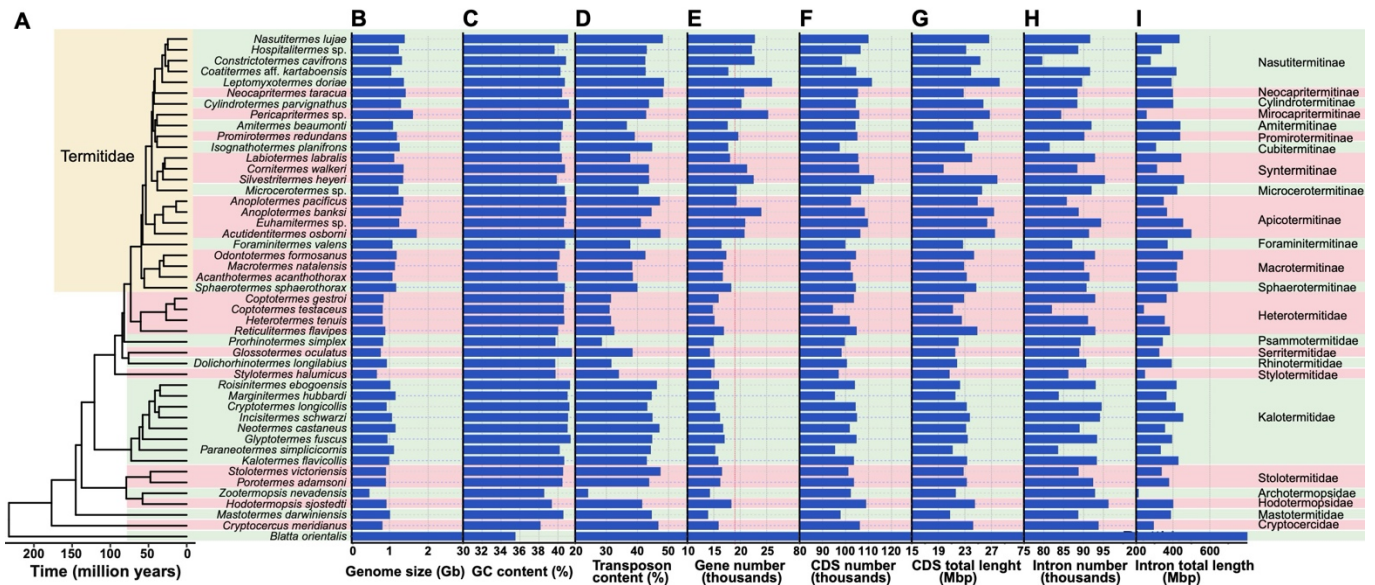 A B C D E F G H I
Termitidae
Nasutitermes lujae
Hospitalitermes sp.
Constrictotermes cavifrons
Coatitermes aff. kartaboensis
Leptomyxotermes doriae
Neocapritermes taracua
Cylindrotermes parvignathus
Pericapritermes sp.
Amitermes beaumonti
Promirotermes redundans
Isognathotermes planifrons
Labiotermes labralis
Cornitermes walkeri
Silvestritermes heyeri
Microcerotermes sp.
Anoplotermes pacificus
Anoplotermes banksi
Euhamitermes sp.
Acutidentitermes osborni
Foraminitermes valens
Odontotermes formosanus
Macrotermes natalensis
Acanthotermes acanthothorax
Sphaerotermes sphaerothorax
Coptotermes gestroi
Coptotermes testaceus
Heterotermes tenuis
Reticulitermes flavipes
Prorhinotermes simplex
Glossotermes oculatus
Dolichorhinotermes longilabius
Stylotermes halumicus
Roisinitermes ebogoensis
Marginitermes hubbardi
Cryptotermes longicollis
Incisitermes schwarzi
Neotermes castaneus
Glyptotermes fuscus
Paraneotermes simplicicornis
Kalotermes flavicollis
Stolotermes victoriensis
Porotermes adamsoni
Zootermopsis nevadensis
Hodotermopsis sjostedti
Mastotermes darwiniensis
Cryptocercus meridianus
Blatta orientalis
Nasutitermitinae
Neocapritermitinae
Cylindrotermitinae
Mirocapritermitinae
Amitermitinae
Promirotermitinae
Cubitermitinae
Syntermitinae
Microcerotermitinae
Apicotermitinae
Foraminitermitinae
Macrotermitinae
Sphaerotermitinae
Heterotermitidae
Psammotermitidae
Serritermitidae
Rhinotermitidae
Stylotermitidae
Kalotermitidae
Stolotermitidae
Archotermopsidae
Hodotermopsidae
Mastotermitidae
Cryptocercidae
200 150 100 50 0
Time (million years)
0 1 2 3
Genome size (Gb)
30 32 34 36 38 40
GC content (%)
20 30 40 50
Transposon
content (%)
10 15 20 25
Gene number
(thousands)
80 90 100 110 120
CDS number
(thousands)
15 19 23 27
CDS total lenght
(Mbp)
75 80 85 90 95
Intron number
(thousands)
200 400 600
Intron total length
(Mbp)